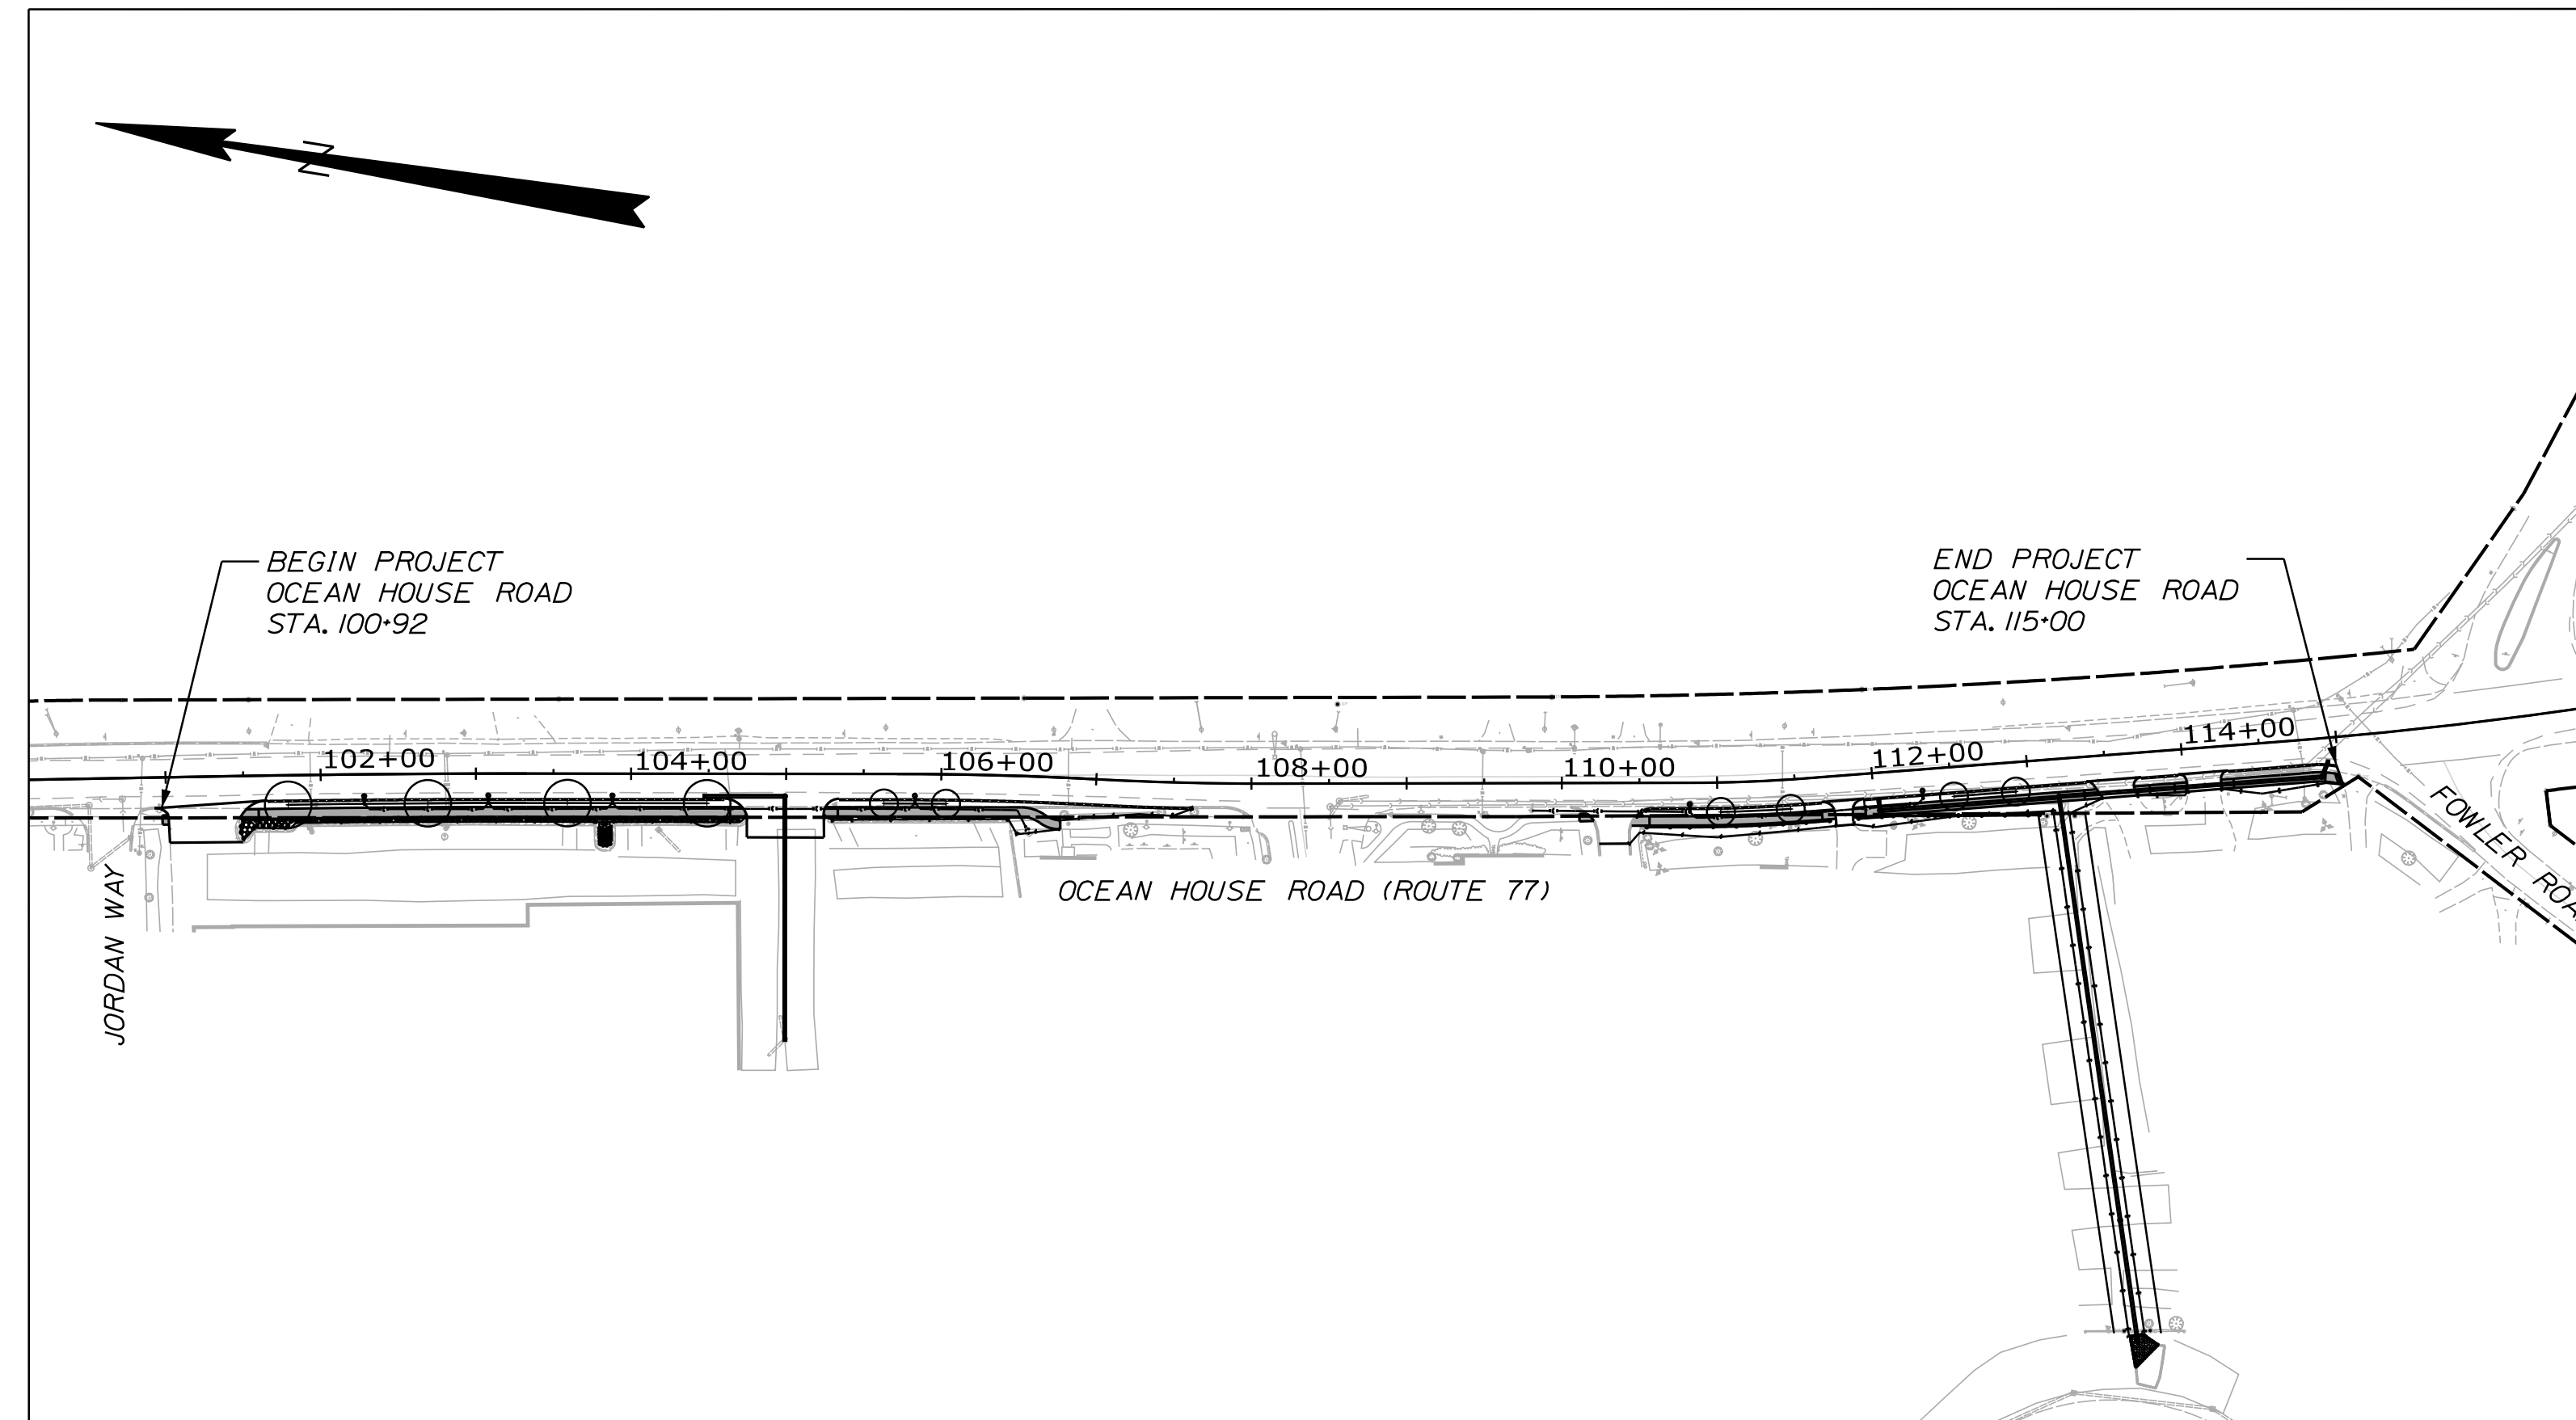 N
BEGIN PROJECT
OCEAN HOUSE ROAD
STA. 100+92
END PROJECT
OCEAN HOUSE ROAD
STA. 115+00
102+00
104+00
106+00
108+00
110+00
112+00
114+00
JORDAN WAY
OCEAN HOUSE ROAD (ROUTE 77)
FOWLER ROA